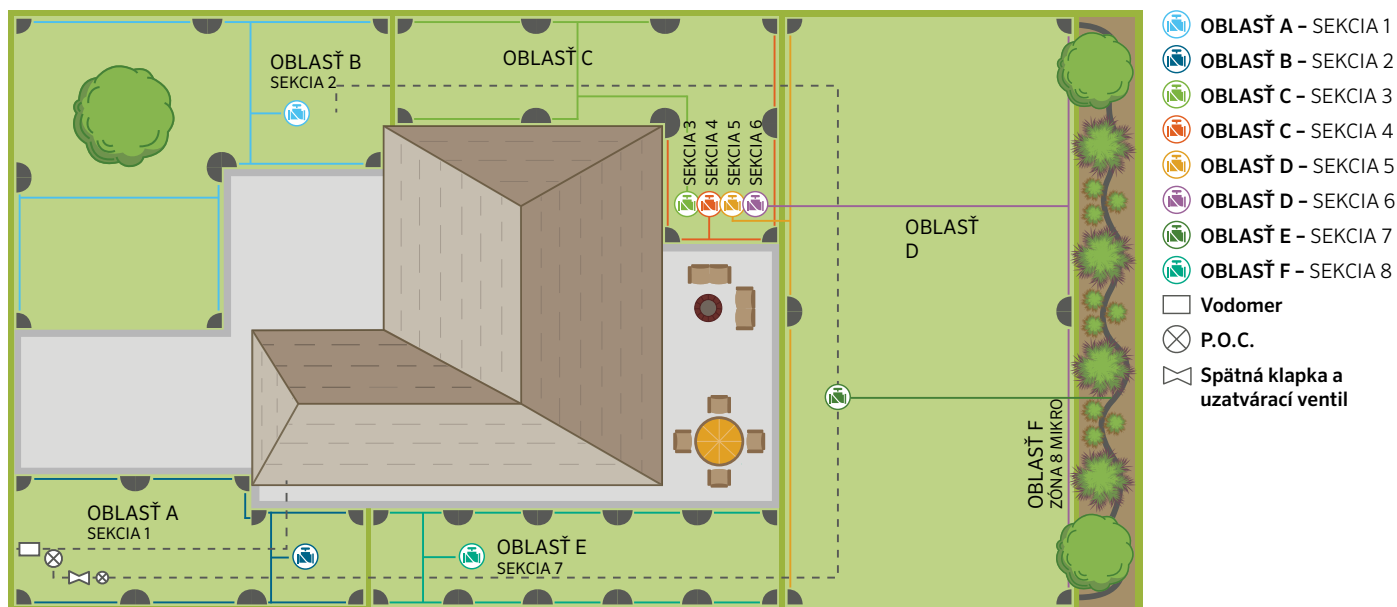 OBLASŤ B
SEKCIA 2
OBLASŤ C
SEKCIA 3
SEKCIA 4
SEKCIA 5
SEKCIA 6
OBLASŤ
D
OBLASŤ F
ZÓNA 8 MIKRO
OBLASŤ A
SEKCIA 1
OBLASŤ E
SEKCIA 7
OBLASŤ A – SEKCIA 1
OBLASŤ B – SEKCIA 2
OBLASŤ C – SEKCIA 3
OBLASŤ C – SEKCIA 4
OBLASŤ D – SEKCIA 5
OBLASŤ D – SEKCIA 6
OBLASŤ E – SEKCIA 7
OBLASŤ F – SEKCIA 8
Vodomer
P.O.C.
Spätná klapka a
uzatvárací ventil